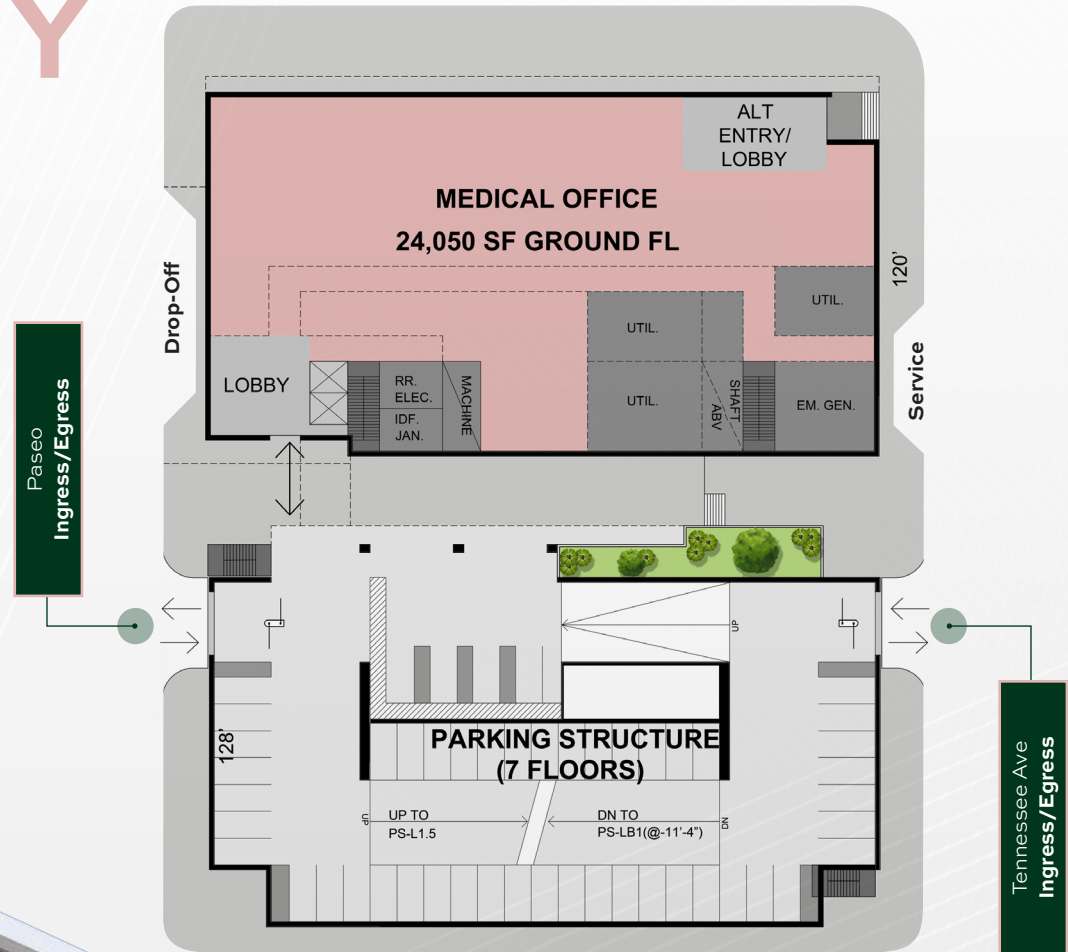 Y
ALT
ENTRY/
LOBBY
MEDICAL OFFICE
24,050 SF GROUND FL
120'
Drop-Off
UTIL.
UTIL.
LOBBY
RR.
ELEC.
IDF.
JAN.
MACHINE
UTIL.
SHAFT
ABV
EM. GEN.
Service
Paseo
Ingress/Egress
UP
128'
PARKING STRUCTURE
(7 FLOORS)
UP
UP TO
PS-L1.5
DN TO
PS-LB1(@-11'-4")
DN
Tennessee Ave
Ingress/Egress